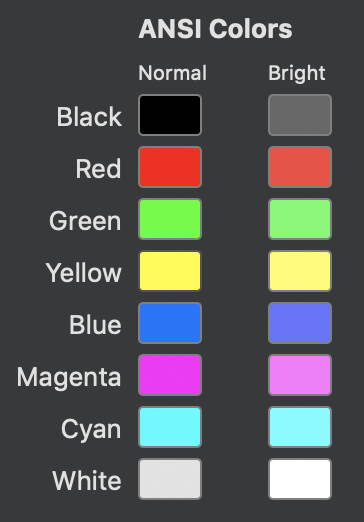 ANSI Colors
Normal Bright
Black
Red
Green
Yellow
Blue
Magenta
Cyan
White